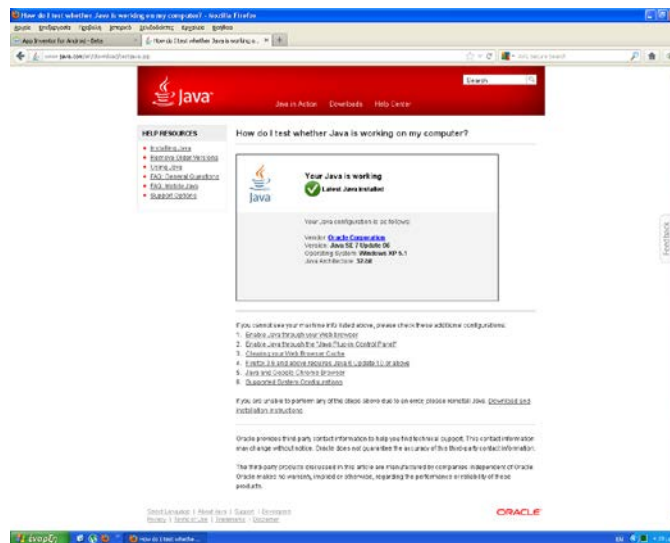 How do I test whether Java is working on my computer? - Mozilla Firefox
App Inventor for Android - Beta
How do I test whether Java is working o...
Search
Java
Java in Action Downloads Help Center
HELP RESOURCES
Installing Java
Remove Older Versions
Using Java
FAQ: General Questions
FAQ: Mobile Java
Support Options
How do I test whether Java is working on my computer?
Java
Your Java is working
Latest Java Installed
Your Java configuration is as follows:
Vendor: Oracle Corporation
Version: Java SE 7 Update
Operating System: Windows XP 5.1
Java Architecture: 32-bit
Feedback
If you cannot see your machine info listed above, please check these additional configurations:
1. Enable Java through your Web browser
2. Enable Java through the "Java Plug-in Control Panel"
3. Clearing your Web Browser Cache
4. Firefox 3.6 and above requires Java 6 Update 10 or above
5. Java and Google Chrome Browser
6. Supported System Configurations
If you are unable to perform any of the steps above due to an error, please reinstall Java. Download and
installation instructions
Oracle provides third party contact information to help you find technical support. This contact information
may change without notice. Oracle does not guarantee the accuracy of this third-party contact information.
The third-party products discussed in this article are manufactured by companies independent of Oracle.
Oracle makes no warranty, implied or otherwise, regarding the performance or reliability of these
products.
Select Language | About Java | Support | Developers
Privacy | Terms of Use | Trademarks | Disclaimer
ORACLE
έναρξη
How do I test whethe...